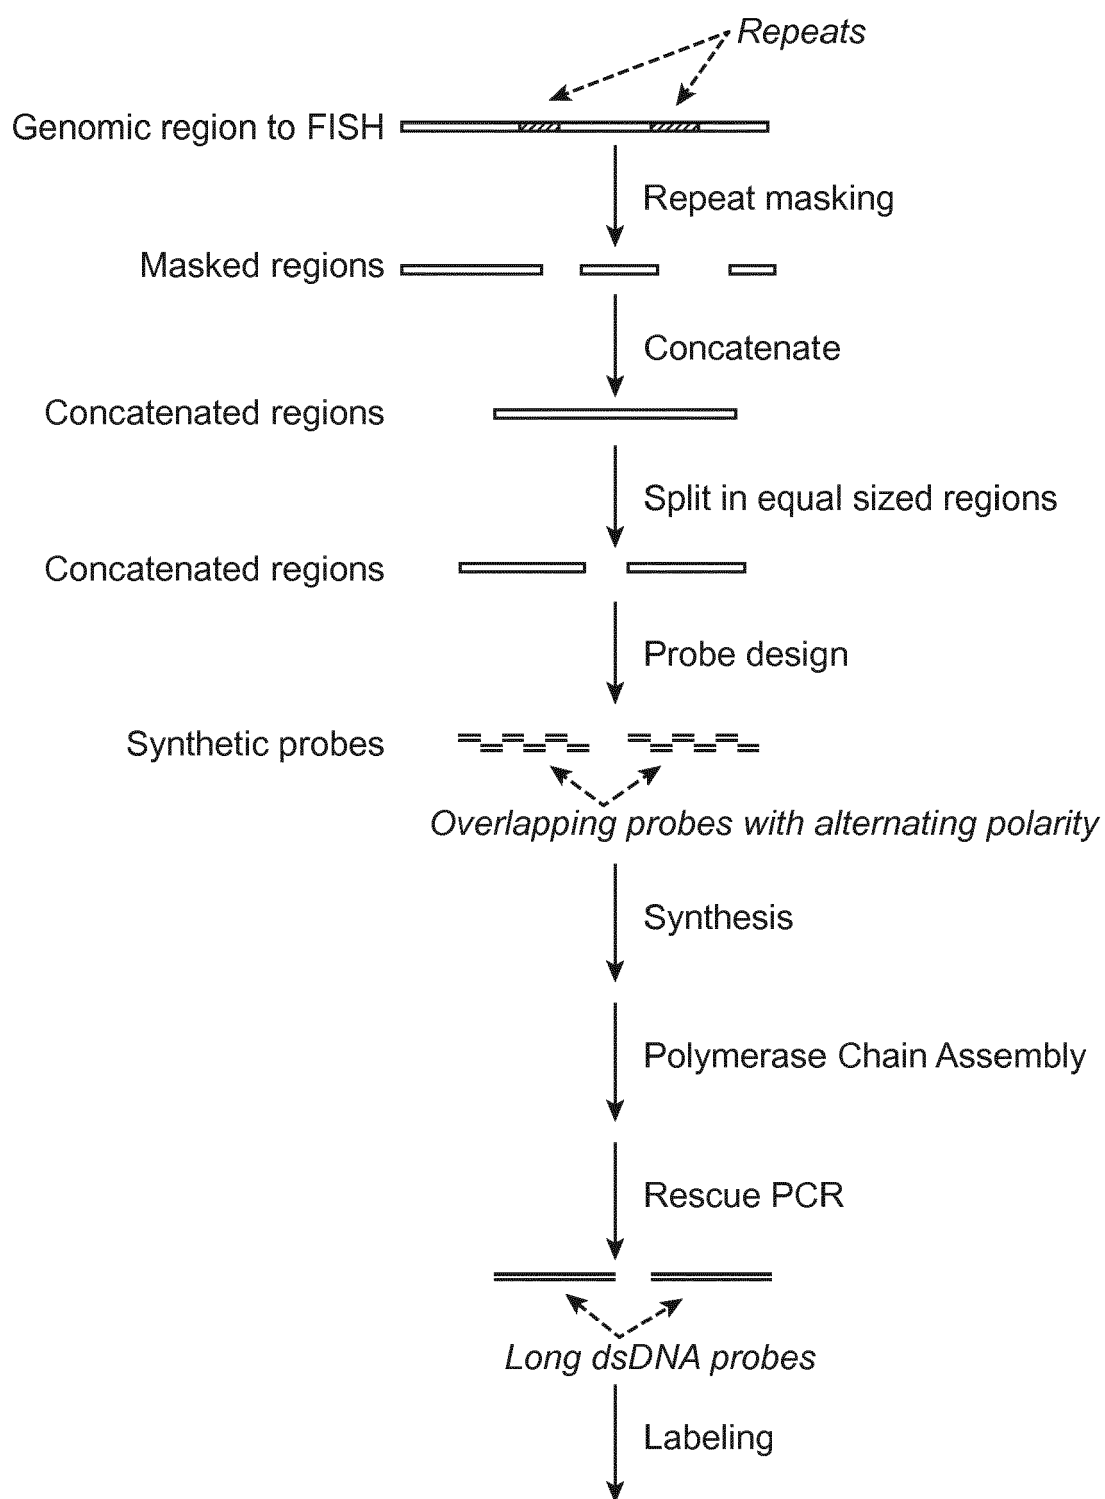 Repeats
Genomic region to FISH
Repeat masking
Masked regions
Concatenate
Concatenated regions
Split in equal sized regions
Concatenated regions
Probe design
Synthetic probes
Overlapping probes with alternating polarity
Synthesis
Polymerase Chain Assembly
Rescue PCR
Long dsDNA probes
Labeling